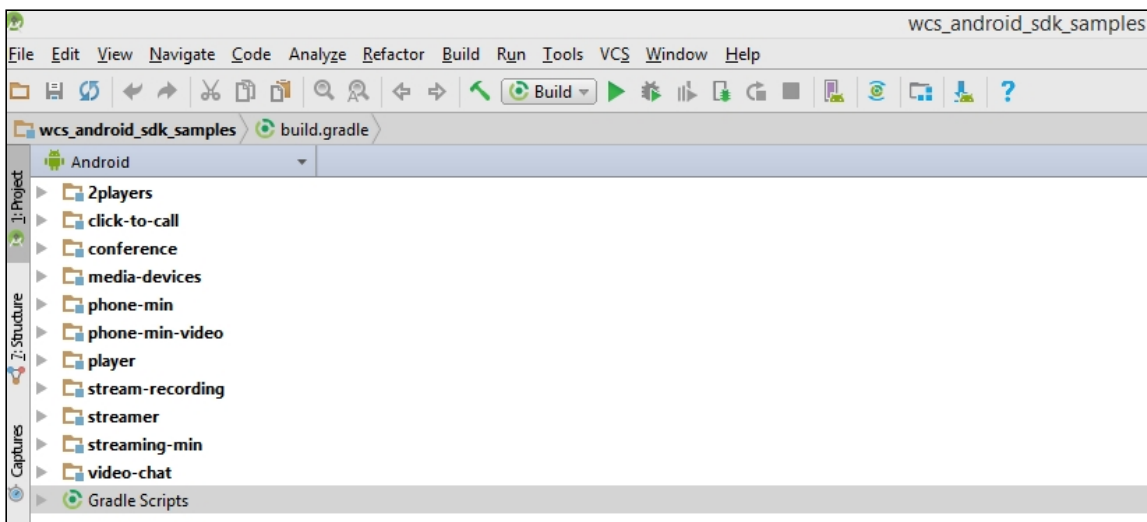 wcs_android_sdk_samples
File Edit View Navigate Code Analyze Refactor Build Run Tools VCS Window Help
Build
wcs_android_sdk_samples build.gradle
Android
1: Project
2players
click-to-call
conference
media-devices
phone-min
phone-min-video
7: Structure
player
stream-recording
streamer
streaming-min
Captures
video-chat
Gradle Scripts